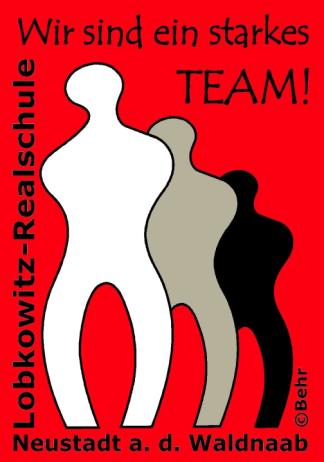 Wir sind ein starkes
TEAM!
Lobkowitz-Realschule
©Behr
Neustadt a. d. Waldnaab